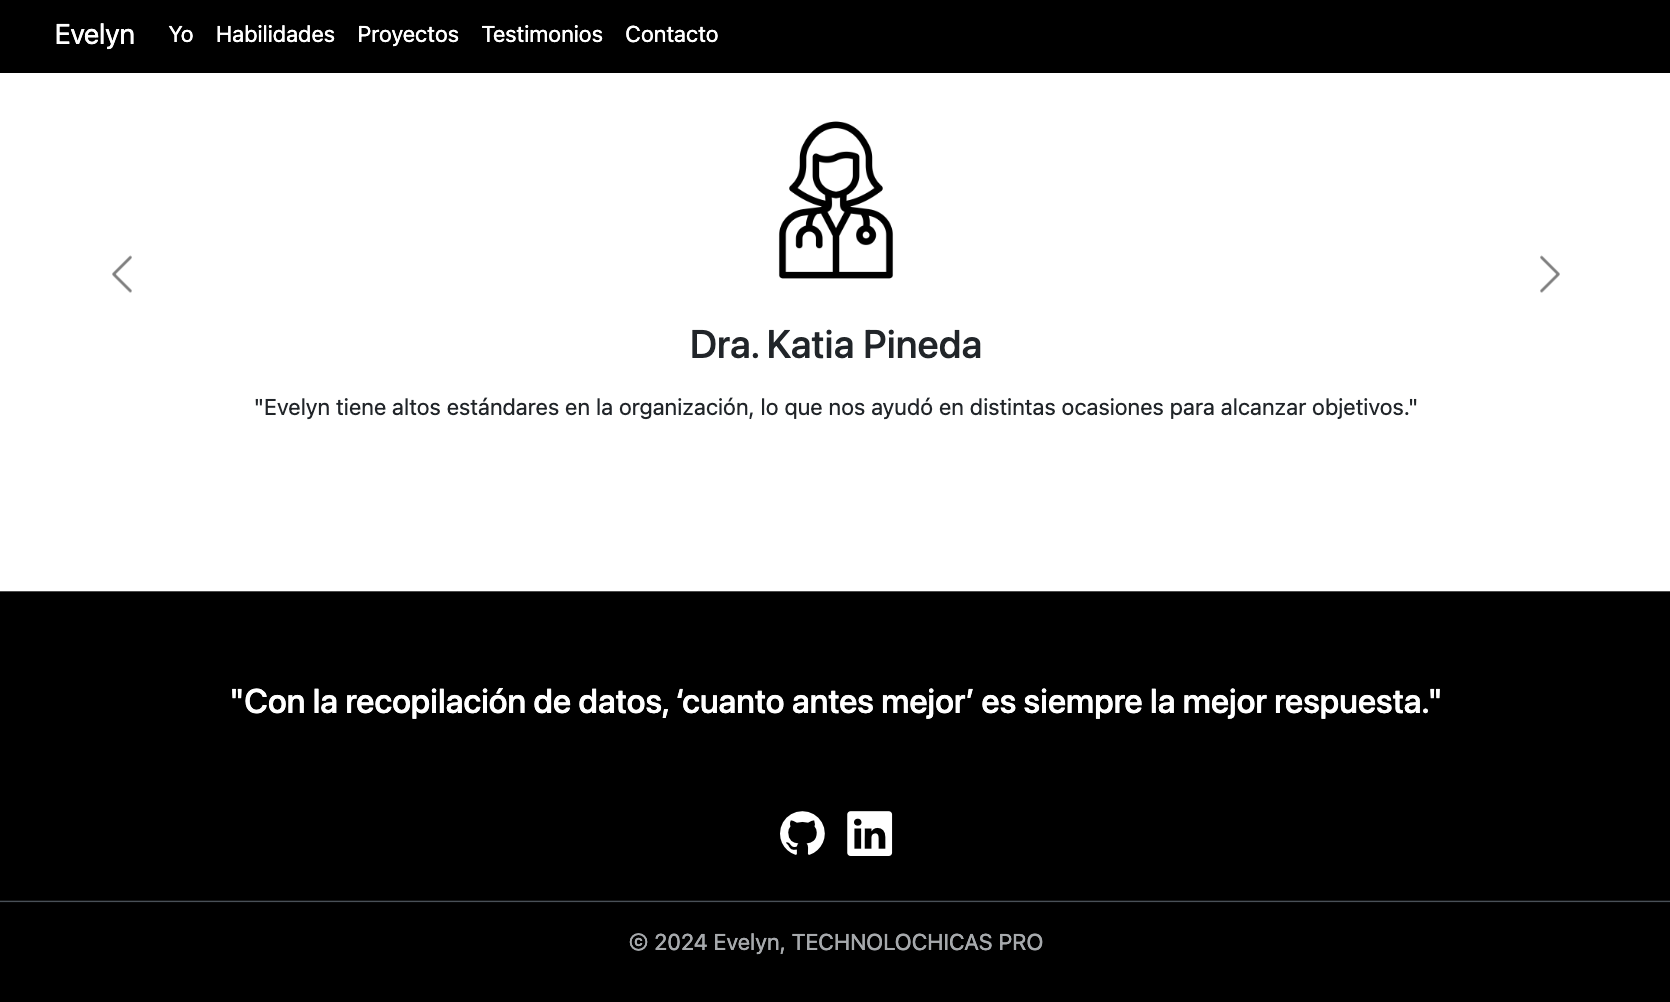 Evelyn Yo Habilidades Proyectos Testimonios Contacto
Dra. Katia Pineda
"Evelyn tiene altos estándares en la organización, lo que nos ayudó en distintas ocasiones para alcanzar objetivos."
"Con la recopilación de datos, ‘cuanto antes mejor’ es siempre la mejor respuesta."
in
© 2024 Evelyn, TECHNOLOCHICAS PRO